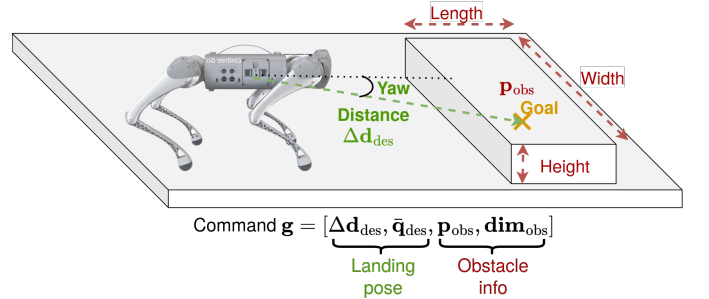 Length
Width
p_obs
Goal
Yaw
Distance
Δd_des
Height
Command g = [Δd_des, q̄_des, p_obs, dim_obs]
Landing pose
Obstacle info